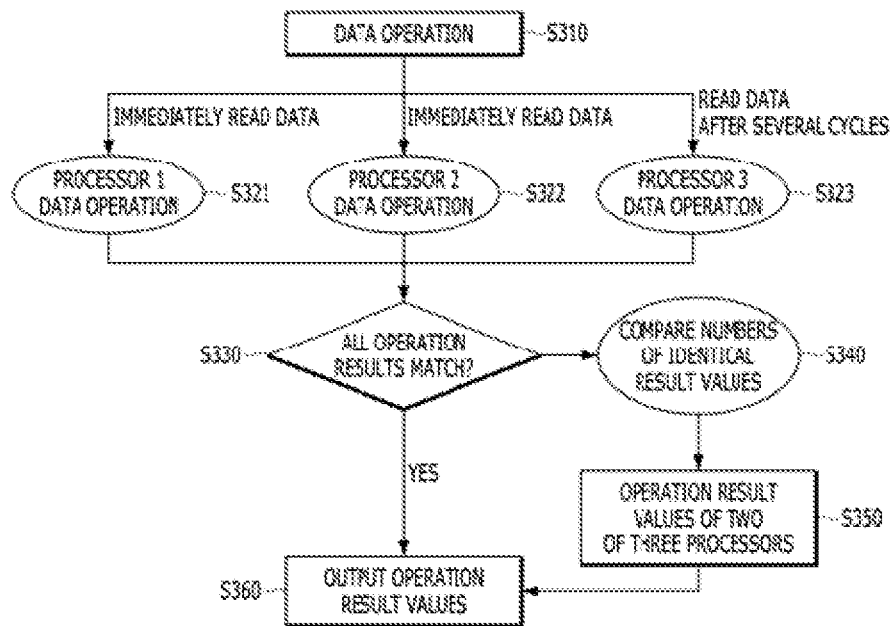 DATA OPERATION
S310
IMMEDIATELY READ DATA
IMMEDIATELY READ DATA
READ DATA
AFTER SEVERAL CYCLES
PROCESSOR 1
DATA OPERATION
S321
PROCESSOR 2
DATA OPERATION
S322
PROCESSOR 3
DATA OPERATION
S323
S330
ALL OPERATION
RESULTS MATCH?
COMPARE NUMBERS
OF IDENTICAL
RESULT VALUES
S340
YES
OPERATION RESULT
VALUES OF TWO
OF THREE PROCESSORS
S350
S360
OUTPUT OPERATION
RESULT VALUES